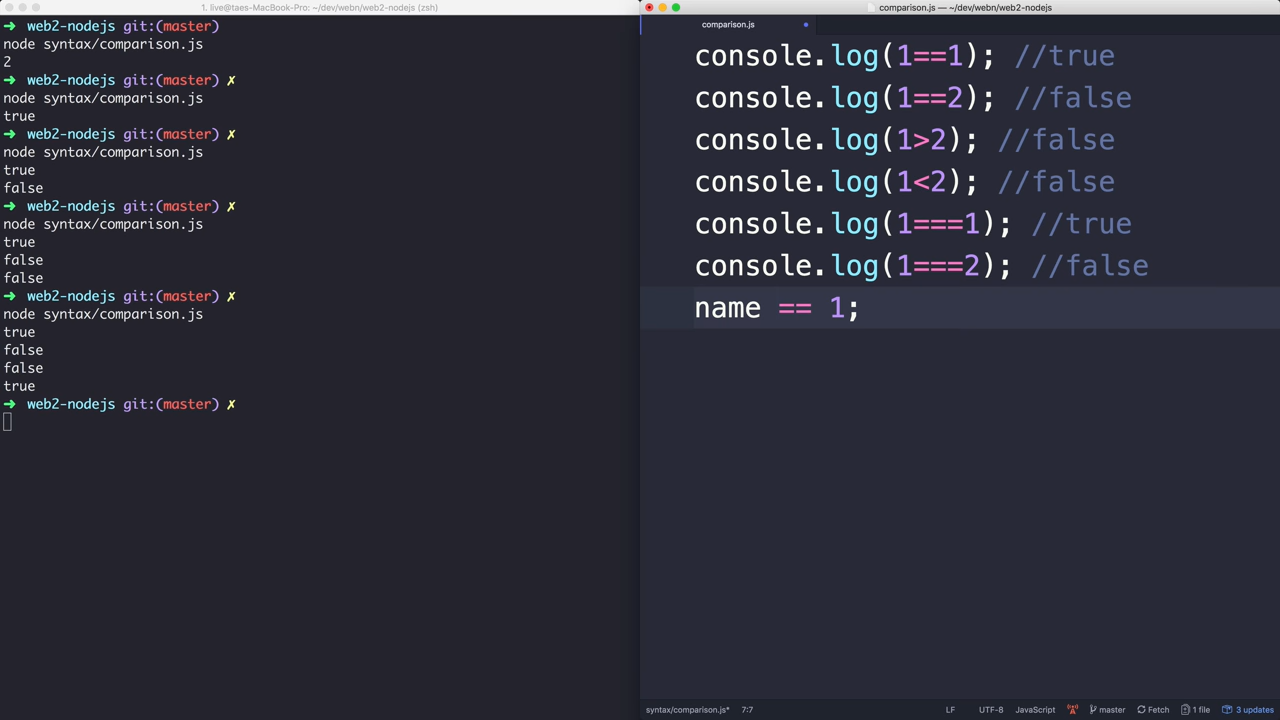 1. live@taes-MacBook-Pro: ~/dev/webn/web2-nodejs (zsh)
➜ web2-nodejs git:(master)
node syntax/comparison.js
2
➜ web2-nodejs git:(master) ✗
node syntax/comparison.js
true
➜ web2-nodejs git:(master) ✗
node syntax/comparison.js
true
false
➜ web2-nodejs git:(master) ✗
node syntax/comparison.js
true
false
false
➜ web2-nodejs git:(master) ✗
node syntax/comparison.js
true
false
false
true
➜ web2-nodejs git:(master) ✗
comparison.js — ~/dev/webn/web2-nodejs
comparison.js
console.log(1==1); //true
console.log(1==2); //false
console.log(1>2); //false
console.log(1<2); //false
console.log(1===1); //true
console.log(1===2); //false
name == 1;
syntax/comparison.js* 7:7 LF UTF-8 JavaScript master Fetch 1 file 3 updates